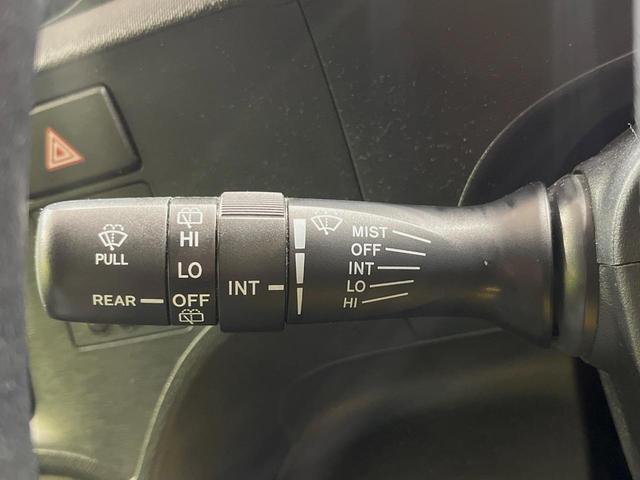 PULL
REAR
HI
LO
OFF
INT
MIST
OFF
INT
LO
HI